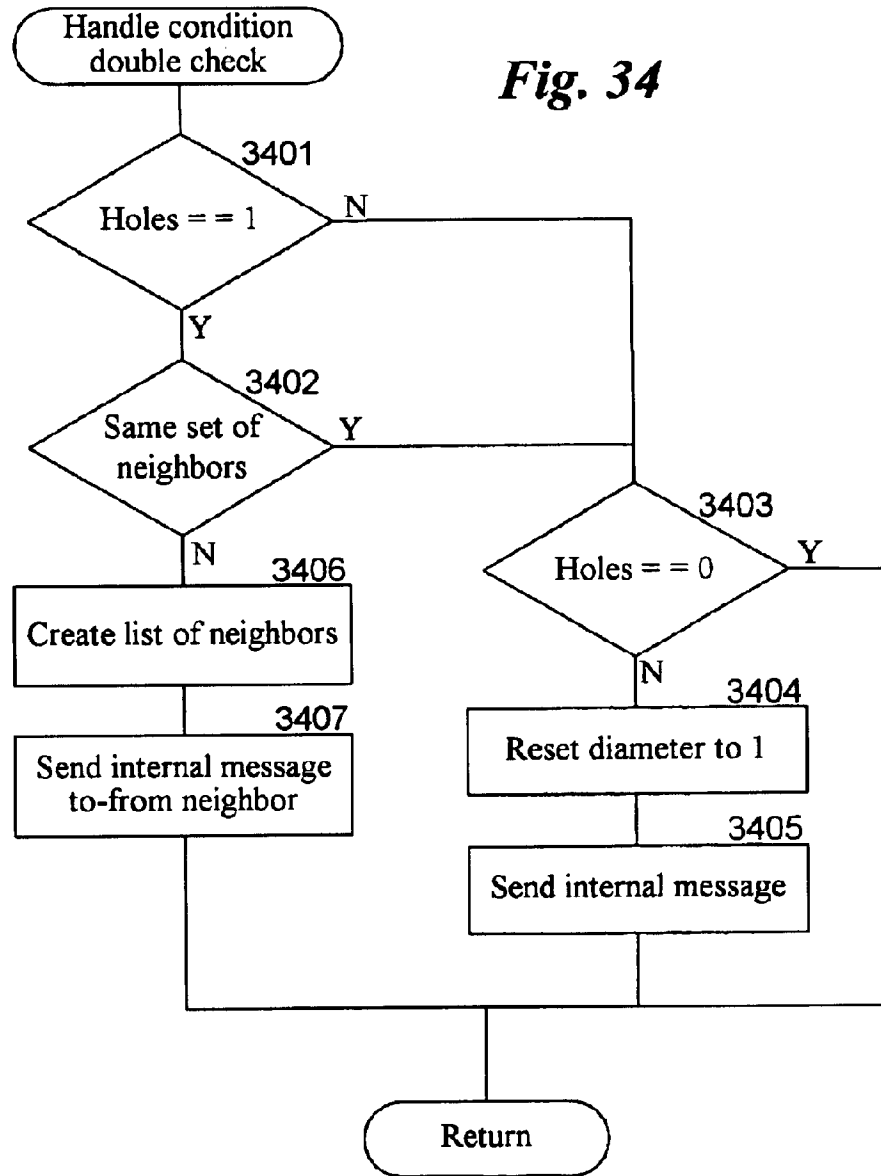 Handle condition
double check
Fig. 34
3401
Holes = = 1
N
Y
3402
Same set of
neighbors
Y
N
3403
Holes = = 0
Y
N
3406
Create list of neighbors
3404
Reset diameter to 1
3407
Send internal message
to-from neighbor
3405
Send internal message
Return